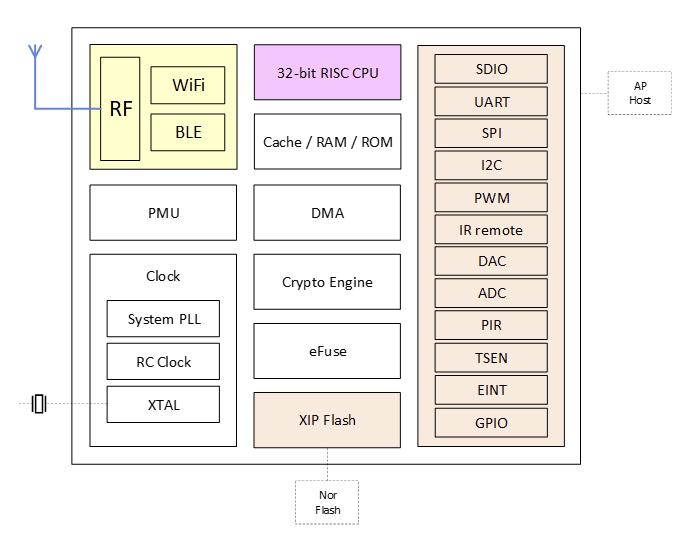 RF
WiFi
BLE
PMU
Clock
System PLL
RC Clock
XTAL
32-bit RISC CPU
Cache / RAM / ROM
DMA
Crypto Engine
eFuse
XIP Flash
SDIO
UART
SPI
I2C
PWM
IR remote
DAC
ADC
PIR
TSEN
EINT
GPIO
AP
Host
Nor
Flash